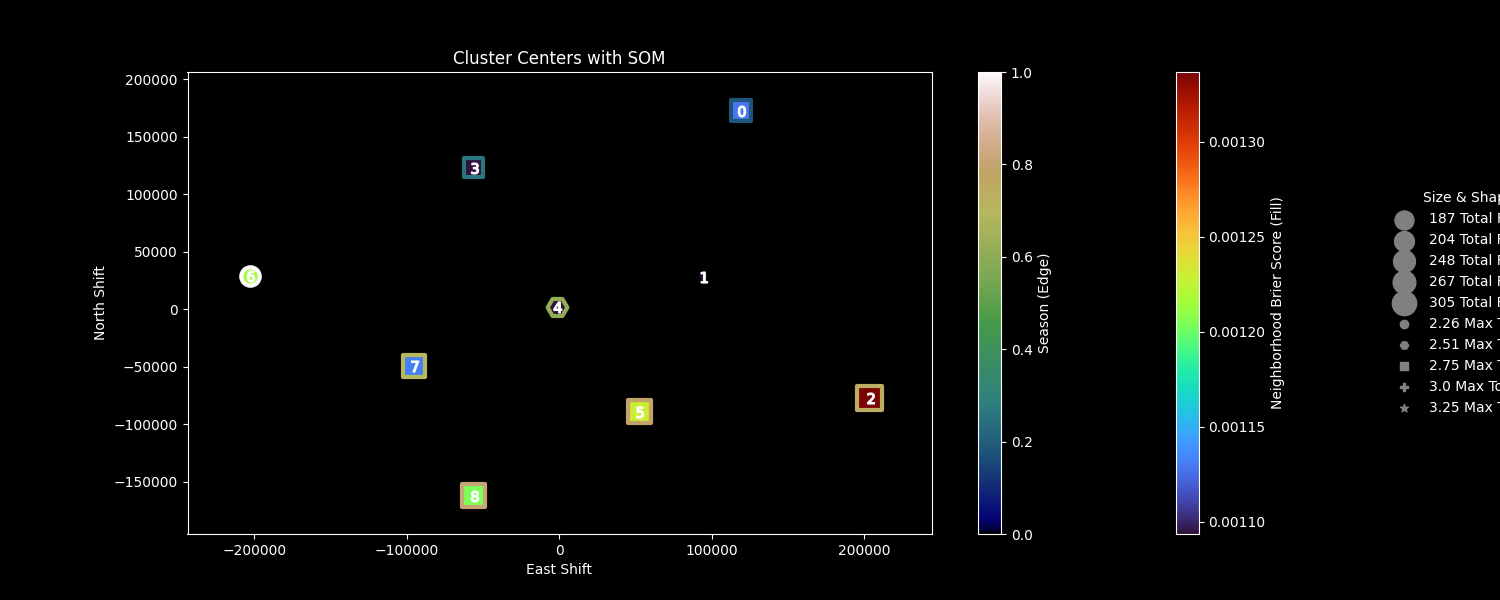 Cluster Centers with SOM
200000
150000
100000
50000
0
−50000
−100000
−150000
North Shift
−200000
−100000
0
100000
200000
East Shift
0
3
6
1
4
7
5
2
8
1.0
0.8
0.6
0.4
0.2
0.0
Season (Edge)
0.00130
0.00125
0.00120
0.00115
0.00110
Neighborhood Brier Score (Fill)
Size &
187 Total
204 Total
248 Total
267 Total
305 Total
2.26 Max
2.51 Max
2.75 Max
3.0 Max
3.25 Max